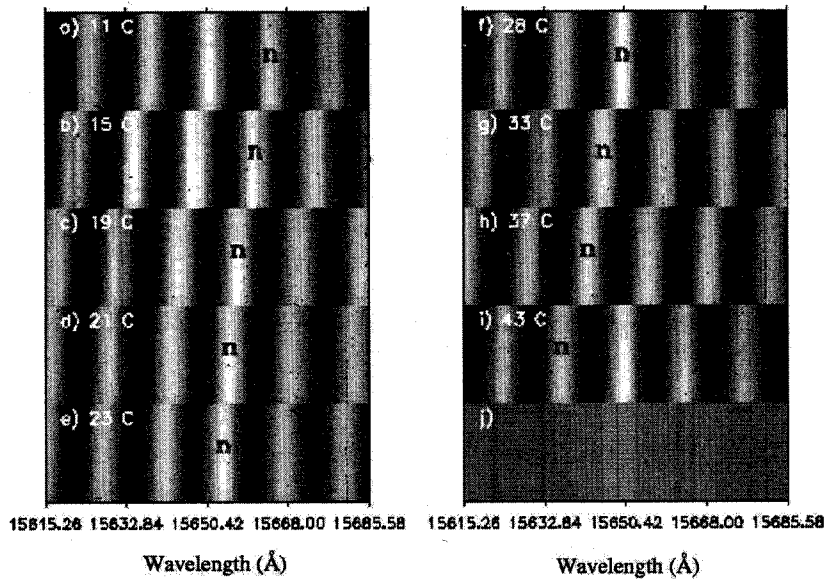 a) 11 C
n
b) 15 C
n
c) 19 C
n
d) 21 C
n
e) 23 C
n
15615.26 15632.84 15650.42 15668.00 15685.58
Wavelength (Å)
f) 28 C
n
g) 33 C
n
h) 37 C
n
i) 43 C
n
j)
15615.26 15632.84 15650.42 15668.00 15685.58
Wavelength (Å)